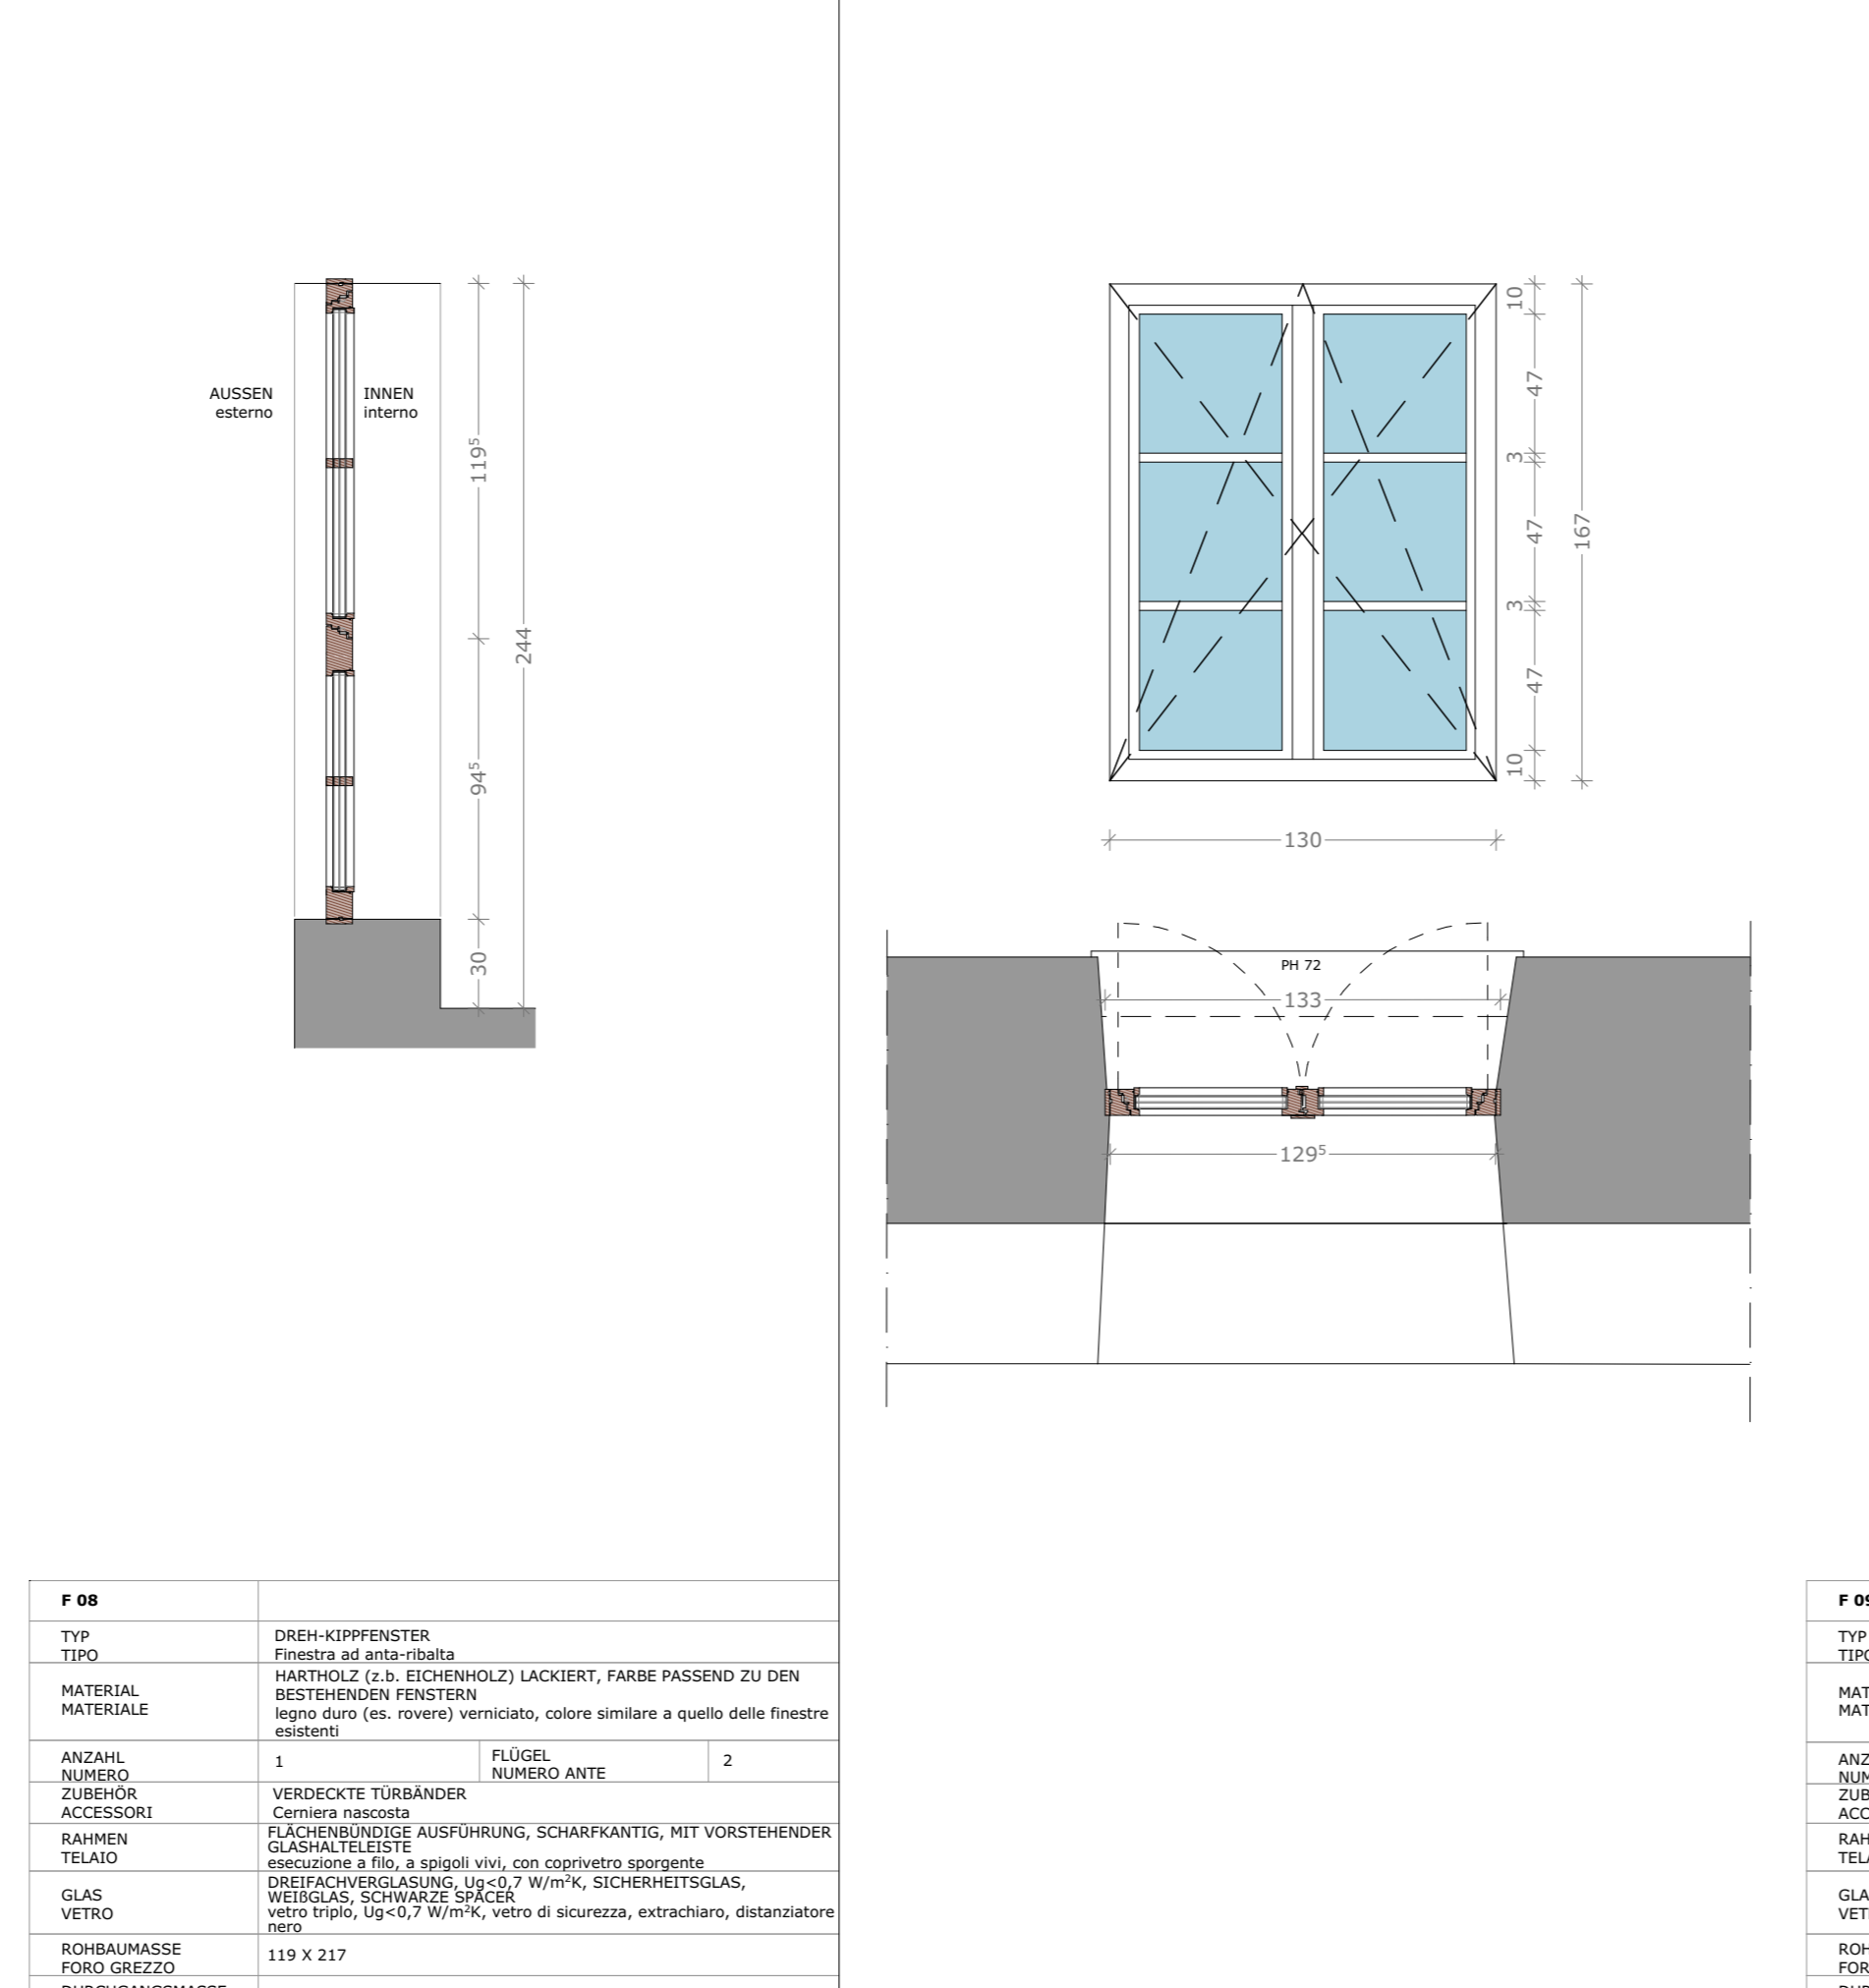 AUSSEN
esterno
INNEN
interno
119⁵
94⁵
30
244
10
47
3
47
3
47
10
167
130
PH 72
133
129⁵
F 08
TYP
TIPO
DREH-KIPPFENSTER
Finestra ad anta-ribalta
MATERIAL
MATERIALE
HARTHOLZ (z.b. EICHENHOLZ) LACKIERT, FARBE PASSEND ZU DEN
BESTEHENDEN FENSTERN
legno duro (es. rovere) verniciato, colore similare a quello delle finestre
esistenti
ANZAHL
NUMERO
1
FLÜGEL
NUMERO ANTE
2
ZUBEHÖR
ACCESSORI
VERDECKTE TÜRBÄNDER
Cerniera nascosta
RAHMEN
TELAIO
FLÄCHENBÜNDIGE AUSFÜHRUNG, SCHARFKANTIG, MIT VORSTEHENDER
GLASHALTELEISTE
esecuzione a filo, a spigoli vivi, con coprivetro sporgente
GLAS
VETRO
DREIFACHVERGLASUNG, Ug<0,7 W/m²K, SICHERHEITSGLAS,
WEIßGLAS, SCHWARZE SPACER
vetro triplo, Ug<0,7 W/m²K, vetro di sicurezza, extrachiaro, distanziatore
nero
ROHBAUMASSE
FORO GREZZO
119 X 217
F 09
TYP